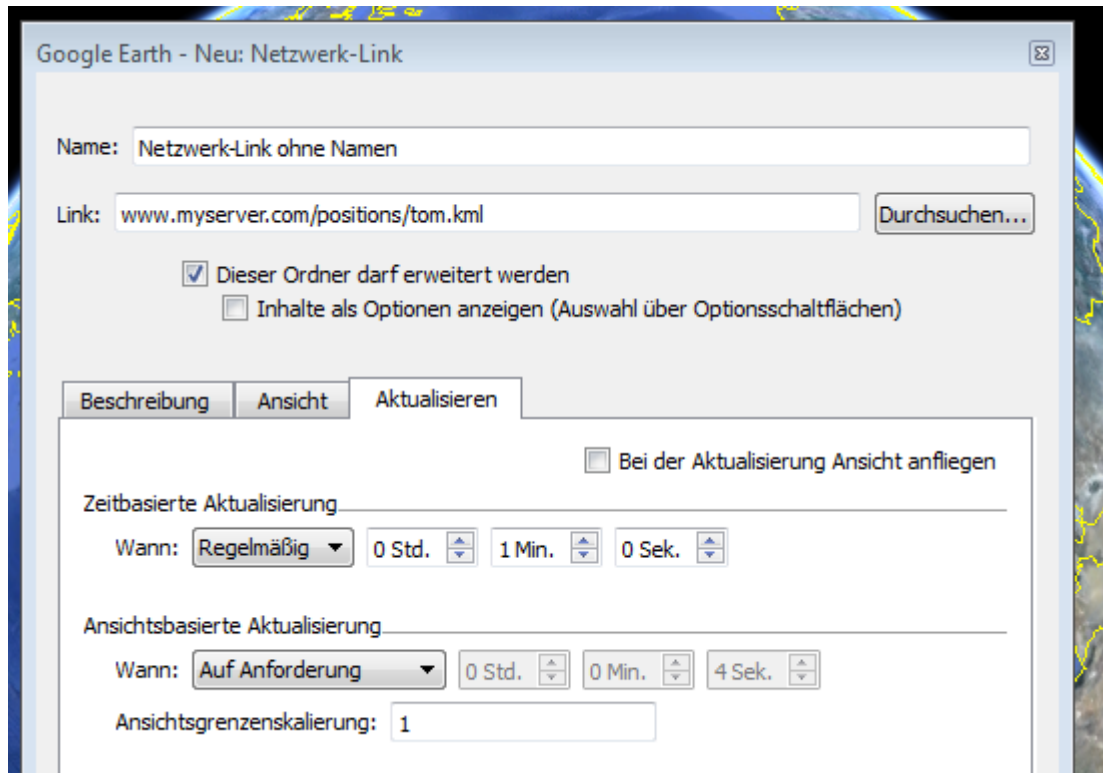 Google Earth - Neu: Netzwerk-Link
Name: Netzwerk-Link ohne Namen
Link: www.myserver.com/positions/tom.kml Durchsuchen...
Dieser Ordner darf erweitert werden
Inhalte als Optionen anzeigen (Auswahl über Optionsschaltflächen)
Beschreibung Ansicht Aktualisieren
Bei der Aktualisierung Ansicht anfliegen
Zeitbasierte Aktualisierung
Wann: Regelmäßig 0 Std. 1 Min. 0 Sek.
Ansichtsbasierte Aktualisierung
Wann: Auf Anforderung 0 Std. 0 Min. 4 Sek.
Ansichtsgrenzenskalierung: 1